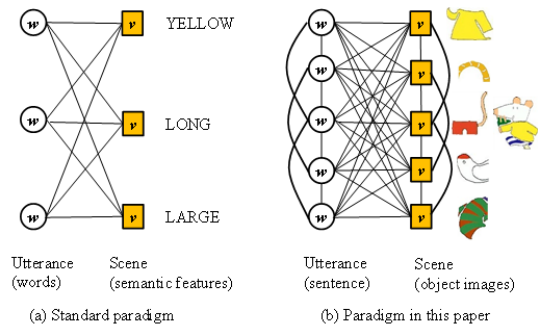 w v YELLOW
w v LONG
w v LARGE
Utterance Scene
(words) (semantic features)
(a) Standard paradigm
w v
w v
w v
w v
w v
Utterance Scene
(sentence) (object images)
(b) Paradigm in this paper